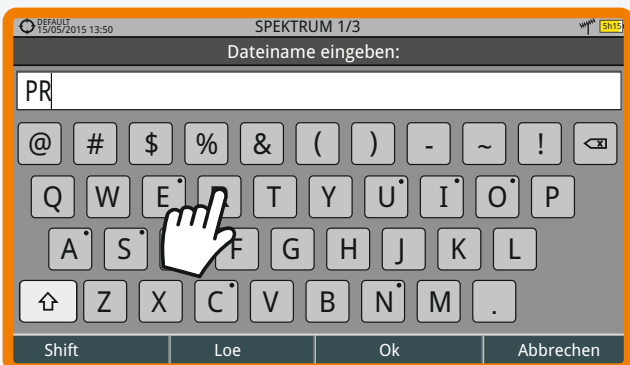 DEFAULT
15/05/2015 13:50
SPEKTRUM 1/3
5h15
Dateiname eingeben:
PR
@ # $ % & ( ) - ~ !
Q W E T Y U I O P
A S F G H J K L
Z X C V B N M .
Shift Loe Ok Abbrechen